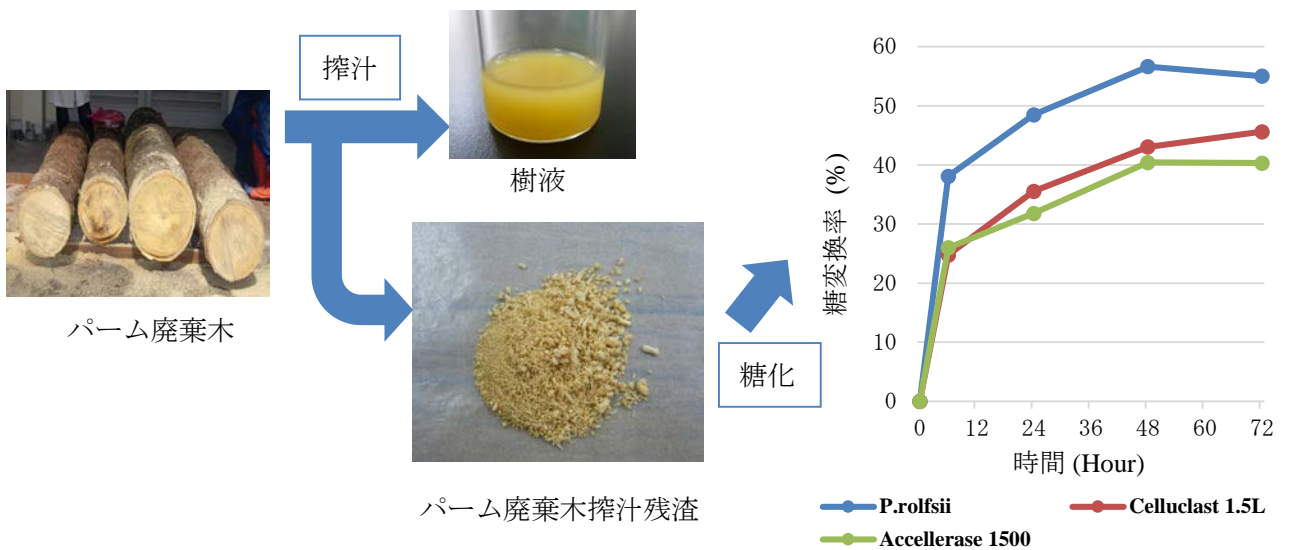 搾汁
樹液
パーム廃棄木
パーム廃棄木搾汁残渣
糖化
糖変換率 (%)
60
50
40
30
20
10
0
0 12 24 36 48 60 72
時間 (Hour)
P.rolfsii
Celluclast 1.5L
Accellerase 1500